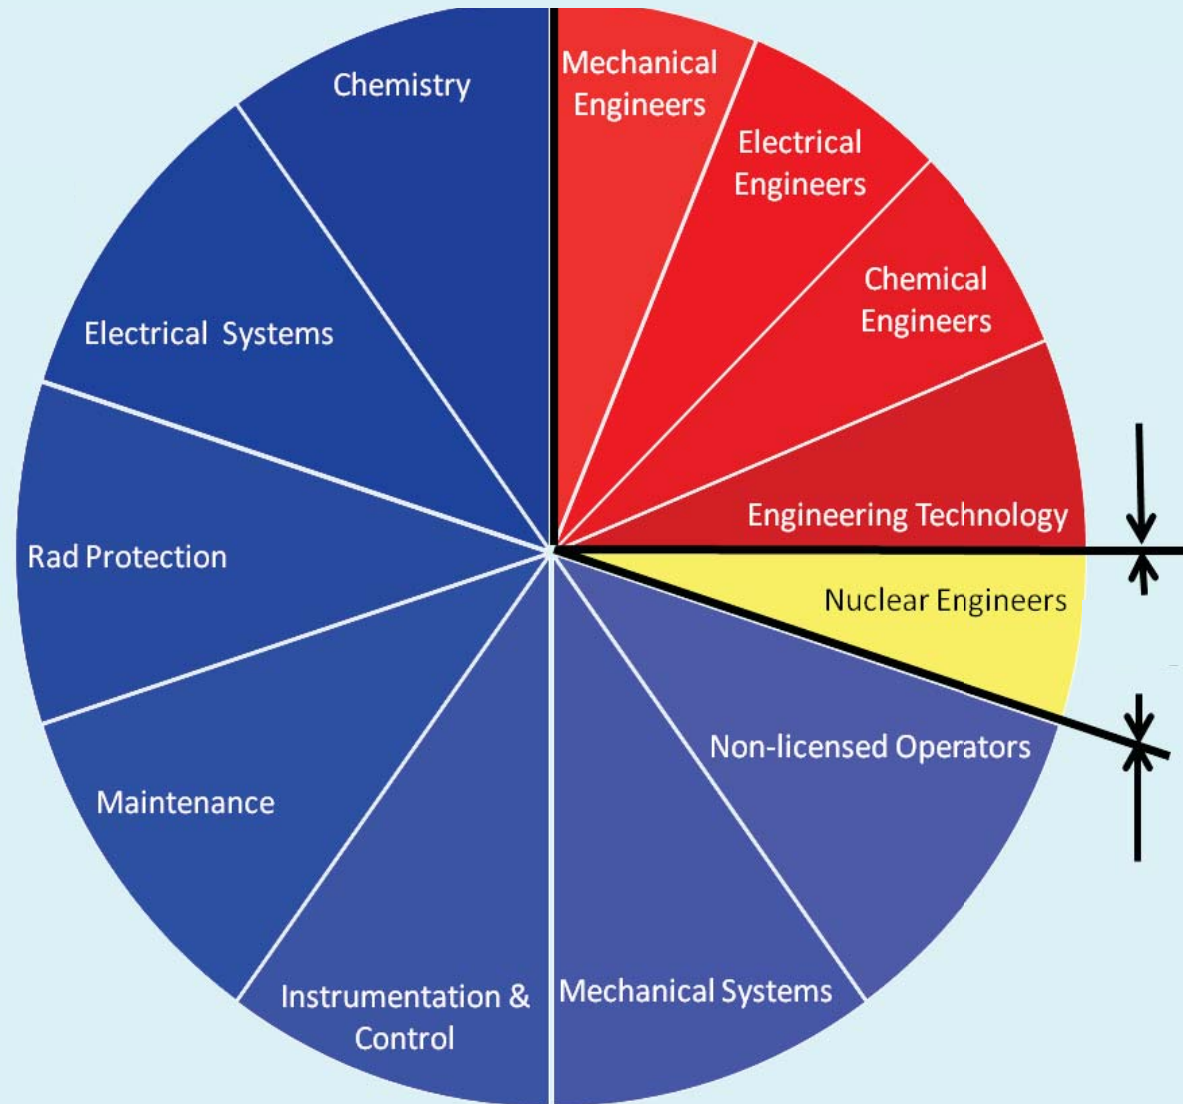 Chemistry
Mechanical
Engineers
Electrical
Engineers
Chemical
Engineers
Electrical Systems
Engineering Technology
Rad Protection
Nuclear Engineers
Non-licensed Operators
Maintenance
Instrumentation &
Control
Mechanical Systems